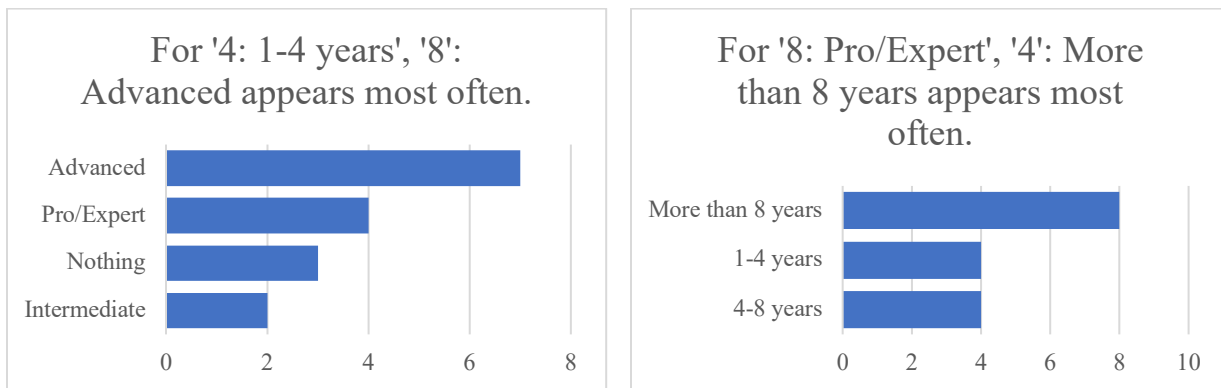 For '4: 1-4 years', '8':
Advanced appears most often.
Advanced
Pro/Expert
Nothing
Intermediate
0 2 4 6 8
For '8: Pro/Expert', '4': More
than 8 years appears most
often.
More than 8 years
1-4 years
4-8 years
0 2 4 6 8 10